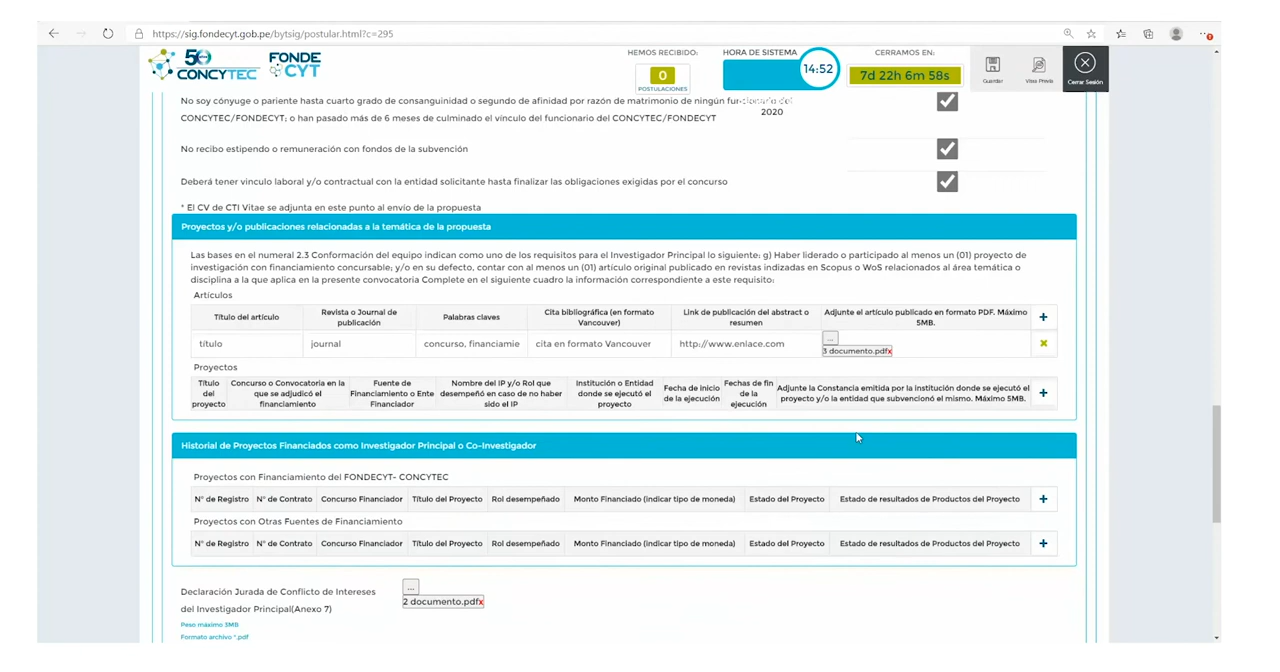 https://sig.fondecyt.gob.pe/bytsig/postular.html?c=295
50
CONCYTEC
FONDE
CYT
HEMOS RECIBIDO:
0
POSTULACIONES
HORA DE SISTEMA
14:52
2020
CERRAMOS EN:
7d 22h 6m 58s
Guardar
Vista Previa
Cerrar Sesión
No soy cónyuge o pariente hasta cuarto grado de consanguinidad o segundo de afinidad por razón de matrimonio de ningún funcionario del
CONCYTEC/FONDECYT; o han pasado más de 6 meses de culminado el vínculo del funcionario del CONCYTEC/FONDECYT
No recibo estipendo o remuneración con fondos de la subvención
Deberá tener vinculo laboral y/o contractual con la entidad solicitante hasta finalizar las obligaciones exigidas por el concurso
* El CV de CTI Vitae se adjunta en este punto al envío de la propuesta
Proyectos y/o publicaciones relacionadas a la temática de la propuesta
Las bases en el numeral 2.3 Conformación del equipo indican como uno de los requisitos para el Investigador Principal lo siguiente: g) Haber liderado o participado al menos un (01) proyecto de
investigación con financiamiento concursable; y/o en su defecto, contar con al menos un (01) artículo original publicado en revistas indizadas en Scopus o WoS relacionados al área temática o
disciplina a la que aplica en la presente convocatoria Complete en el siguiente cuadro la información correspondiente a este requisito:
Artículos
Título del artículo
Revista o Journal de
publicación
Palabras claves
Cita bibliográfica (en formato
Vancouver)
Link de publicación del abstract o
resumen
Adjunte el artículo publicado en formato PDF. Máximo
5MB.
+
título
journal
concurso, financiamie
cita en formato Vancouver
http://www.enlace.com
...
3 documento.pdfx
x
Proyectos
Título
del
proyecto
Concurso o Convocatoria en la
que se adjudicó el
financiamiento
Fuente de
Financiamiento o Ente
Financiador
Nombre del IP y/o Rol que
desempeñó en caso de no haber
sido el IP
Institución o Entidad
donde se ejecutó el
proyecto
Fecha de inicio
de la ejecución
Fechas de fin
de la
ejecución
Adjunte la Constancia emitida por la institución donde se ejecutó el
proyecto y/o la entidad que subvencionó el mismo. Máximo 5MB.
+
Historial de Proyectos Financiados como Investigador Principal o Co-Investigador
Proyectos con Financiamiento del FONDECYT- CONCYTEC
N° de Registro N° de Contrato Concurso Financiador Título del Proyecto Rol desempeñado Monto Financiado (indicar tipo de moneda) Estado del Proyecto Estado de resultados de Productos del Proyecto +
Proyectos con Otras Fuentes de Financiamiento
N° de Registro N° de Contrato Concurso Financiador Título del Proyecto Rol desempeñado Monto Financiado (indicar tipo de moneda) Estado del Proyecto Estado de resultados de Productos del Proyecto +
Declaración Jurada de Conflicto de Intereses
del Investigador Principal(Anexo 7)
Peso máximo 3MB
Formato archivo *.pdf
...
2 documento.pdfx